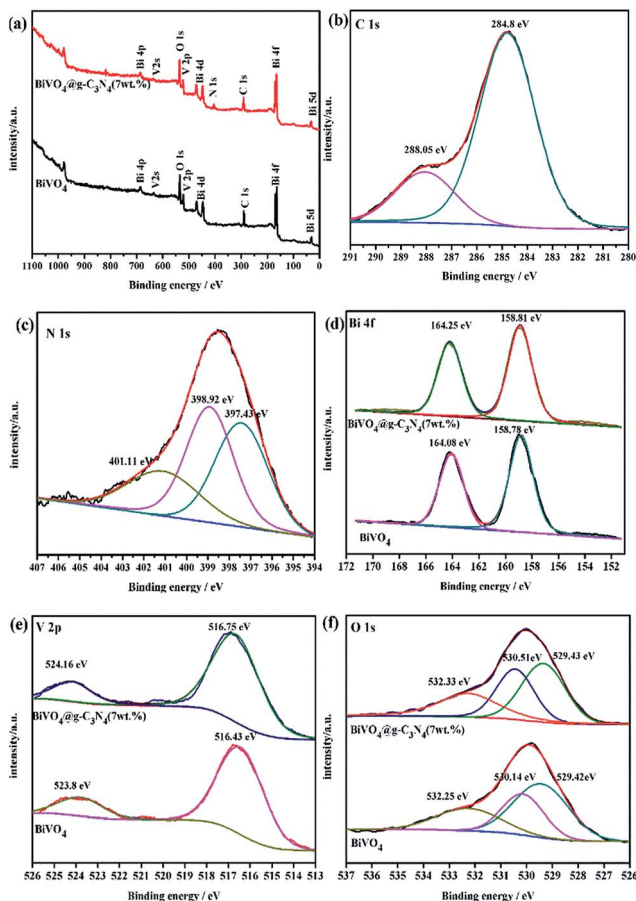 (a)
Bi 4p
V2s
O 1s
V 2p
Bi 4d
N 1s
C 1s
Bi 4f
Bi 5d
BiVO₄@g-C₃N₄(7wt.%)
Bi 4p
V2s
O 1s
V 2p
Bi 4d
C 1s
Bi 4f
Bi 5d
BiVO₄
intensity/a.u.
1100 1000 900 800 700 600 500 400 300 200 100 0
Binding energy / eV
(b)
C 1s
284.8 eV
288.05 eV
intensity/a.u.
291 290 289 288 287 286 285 284 283 282 281 280
Binding energy / eV
(c)
N 1s
398.92 eV
397.43 eV
401.11 eV
intensity/a.u.
407 406 405 404 403 402 401 400 399 398 397 396 395 394
Binding energy / eV
(d)
Bi 4f
164.25 eV
158.81 eV
BiVO₄@g-C₃N₄(7wt.%)
164.08 eV
158.78 eV
BiVO₄
intensity/a.u.
172 170 168 166 164 162 160 158 156 154 152
Binding energy / eV
(e)
V 2p
516.75 eV
524.16 eV
BiVO₄@g-C₃N₄(7wt.%)
516.43 eV
523.8 eV
BiVO₄
intensity/a.u.
526 525 524 523 522 521 520 519 518 517 516 515 514 513
Binding energy / eV
(f)
O 1s
530.51eV
529.43 eV
532.33 eV
BiVO₄@g-C₃N₄(7wt.%)
530.14 eV
529.42eV
532.25 eV
BiVO₄
intensity/a.u.
537 536 535 534 533 532 531 530 529 528 527 526
Binding energy / eV